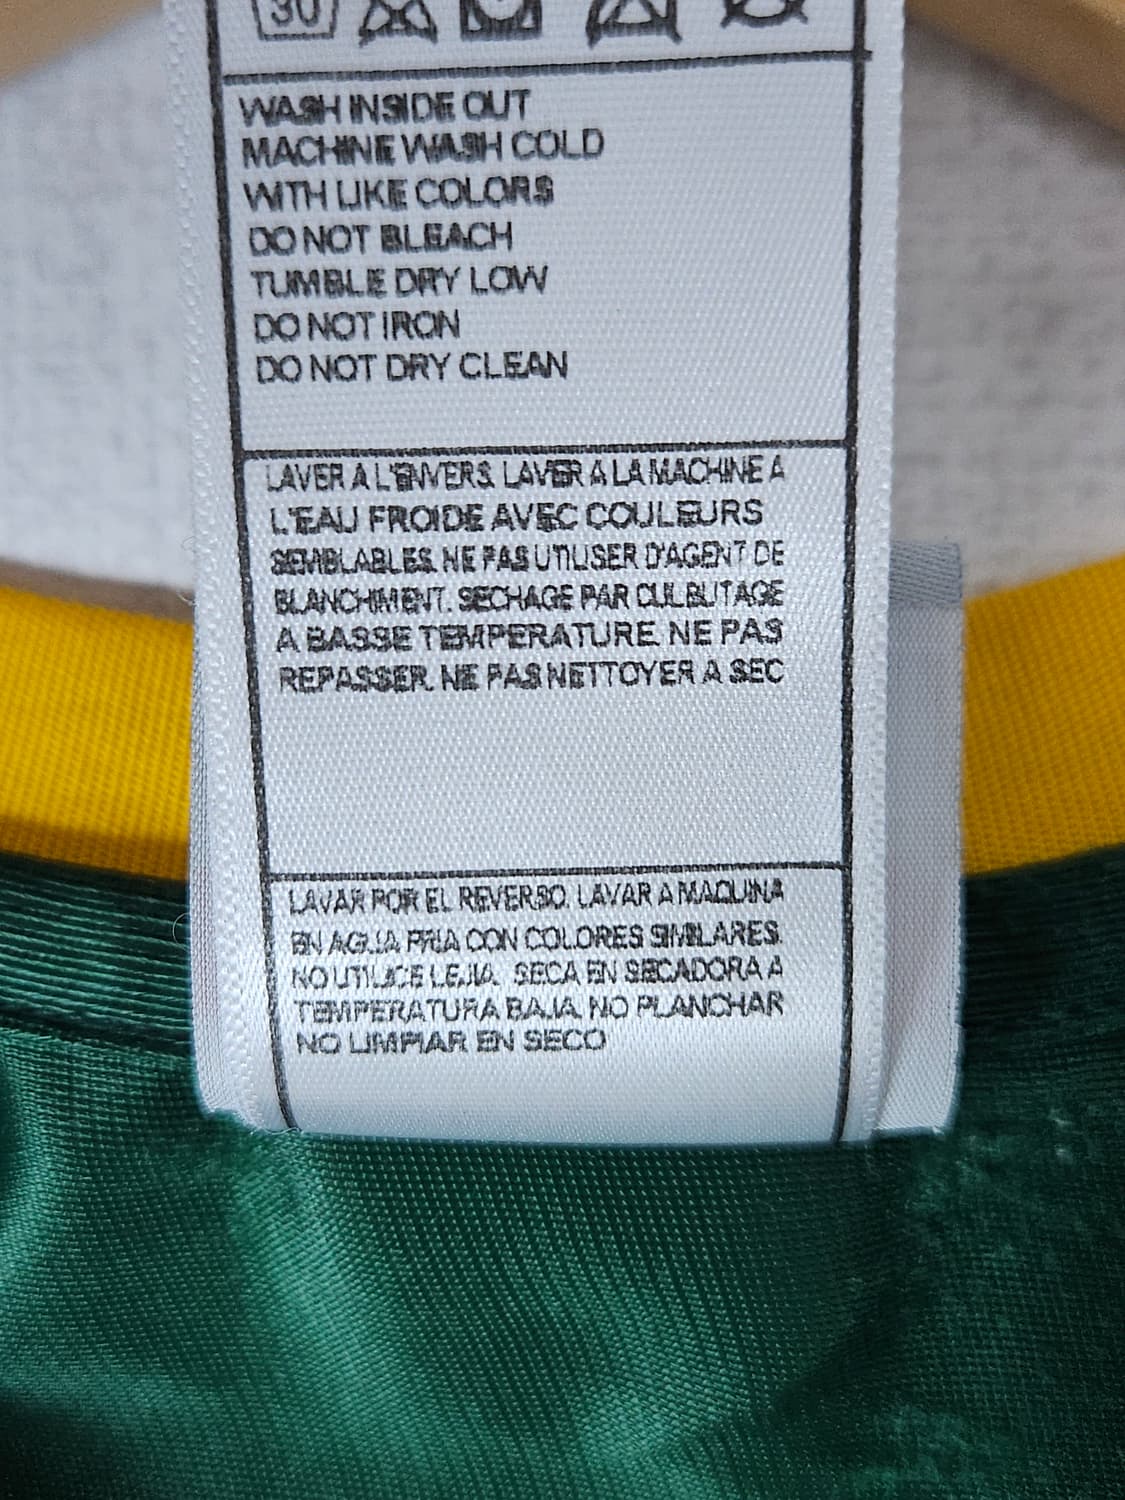 30
WASH INSIDE OUT
MACHINE WASH COLD
WITH LIKE COLORS
DO NOT BLEACH
TUMBLE DRY LOW
DO NOT IRON
DO NOT DRY CLEAN
LAVER A L'ENVERS. LAVER A LA MACHINE A
L'EAU FROIDE AVEC COULEURS
SEMBLABLES. NE PAS UTILISER D'AGENT DE
BLANCHIMENT. SECHAGE PAR CULBUTAGE
A BASSE TEMPERATURE. NE PAS
REPASSER. NE PAS NETTOYER A SEC
LAVAR POR EL REVERSO. LAVAR A MAQUINA
EN AGUA FRIA CON COLORES SIMILARES.
NO UTILICE LEJIA. SECA EN SECADORA A
TEMPERATURA BAJA. NO PLANCHAR
NO LIMPIAR EN SECO